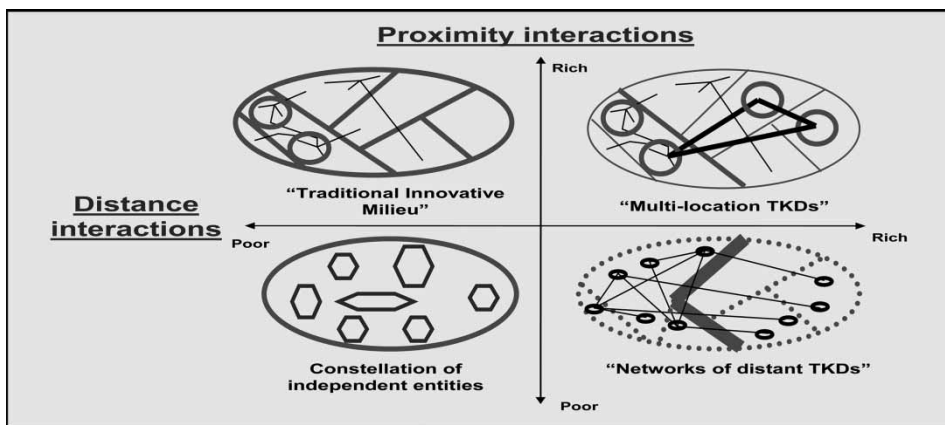 Proximity interactions
Rich
“Traditional Innovative
Milieu”
“Multi-location TKDs”
Distance
interactions
Poor
Rich
Constellation of
independent entities
“Networks of distant TKDs”
Poor